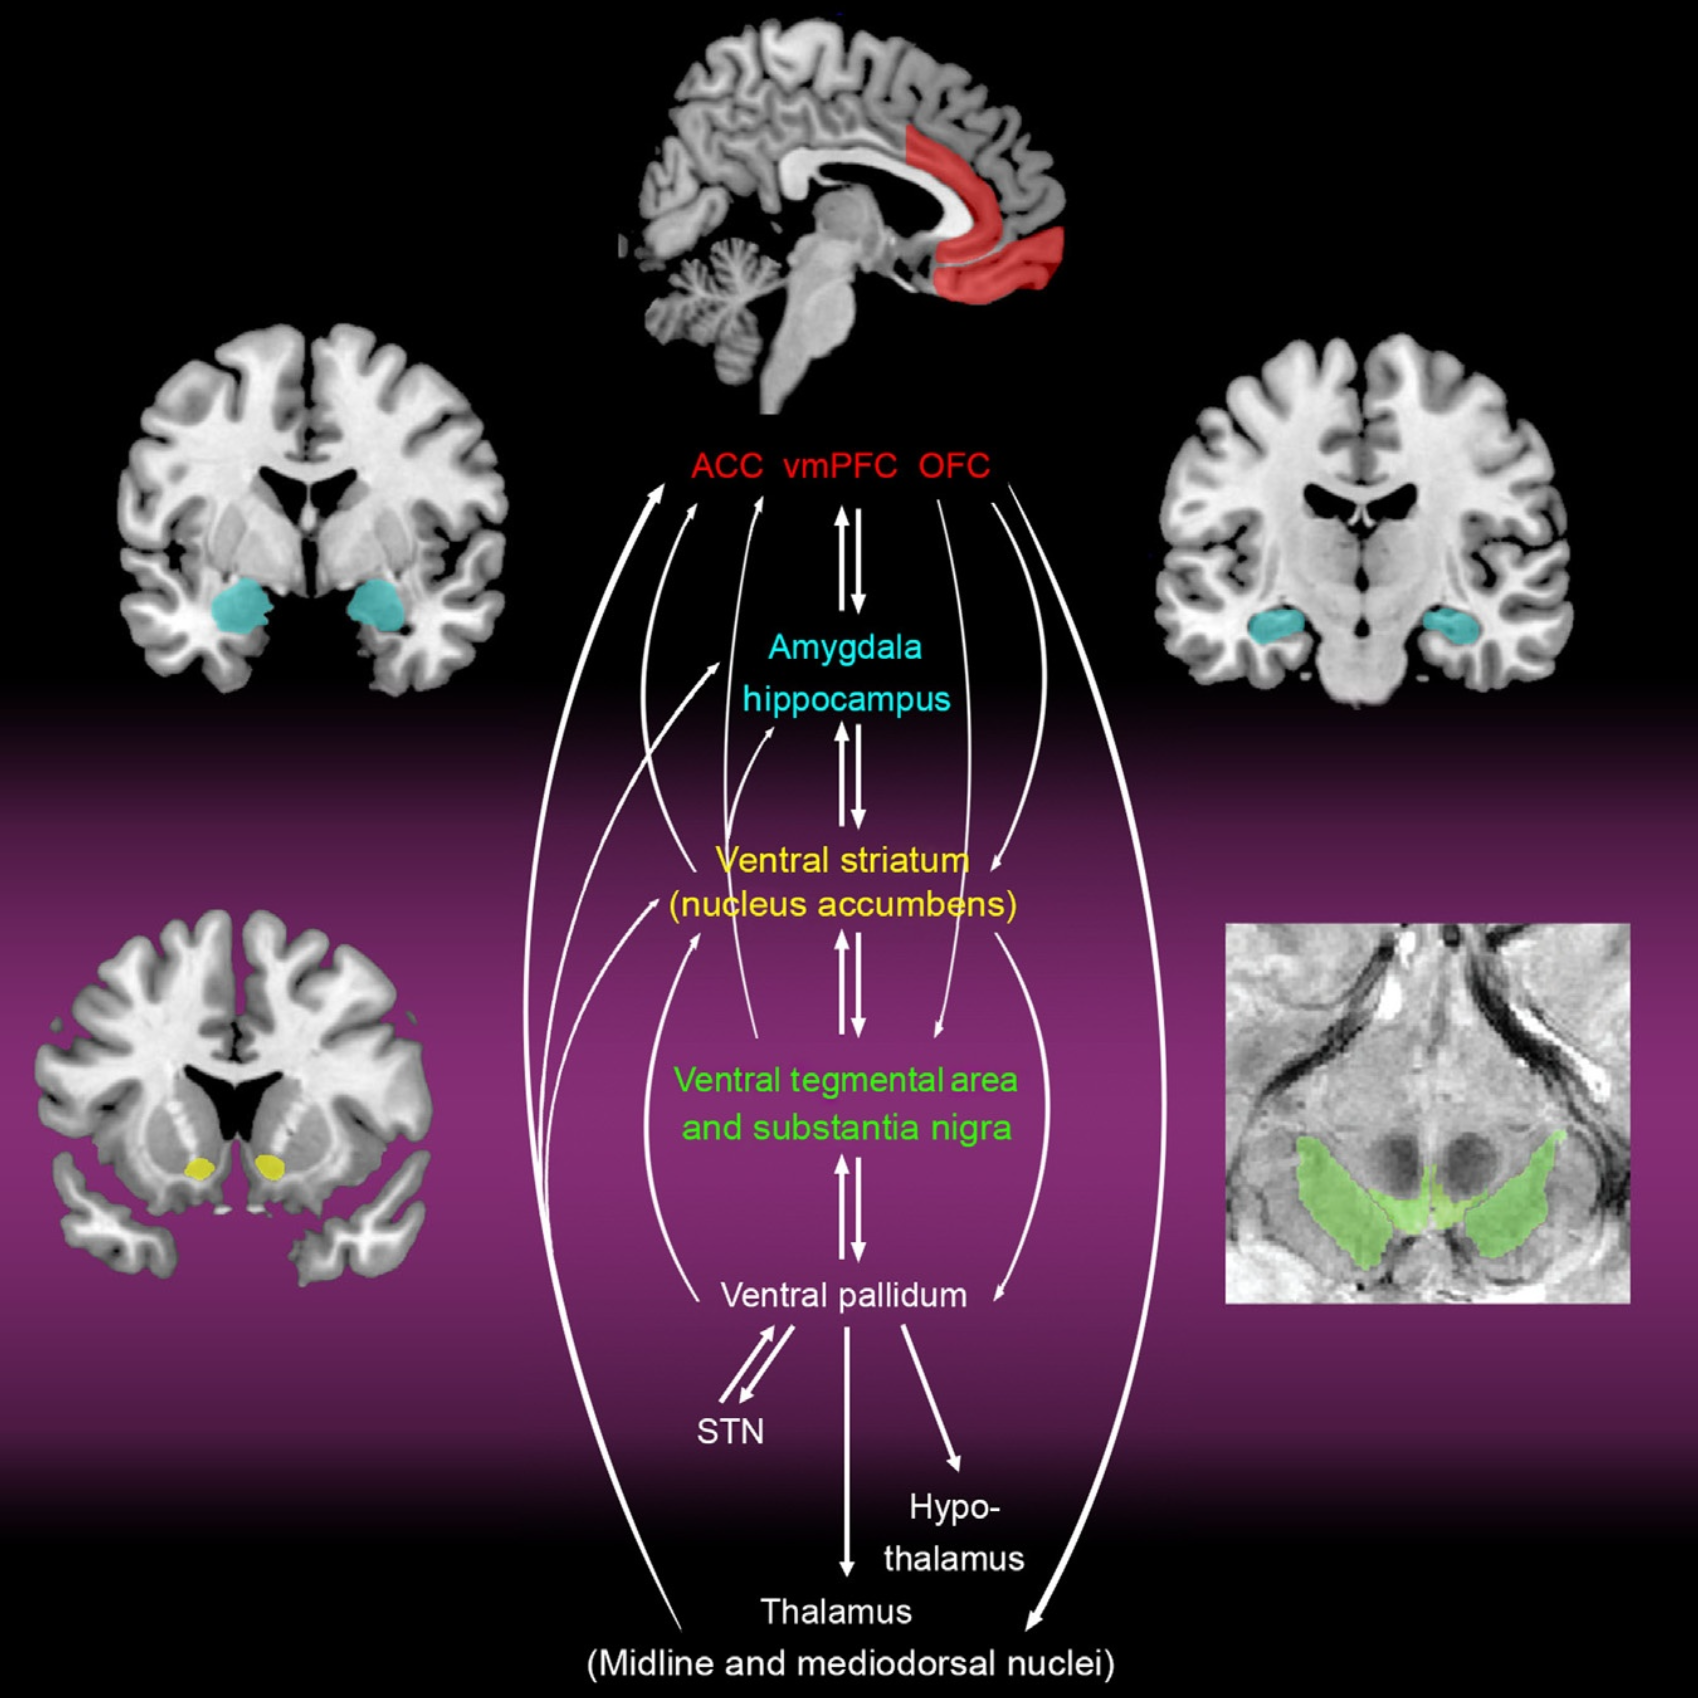 ACC vmPFC OFC
Amygdala
hippocampus
Ventral striatum
(nucleus accumbens)
Ventral tegmental area
and substantia nigra
Ventral pallidum
STN
Hypo-
thalamus
Thalamus
(Midline and mediodorsal nuclei)